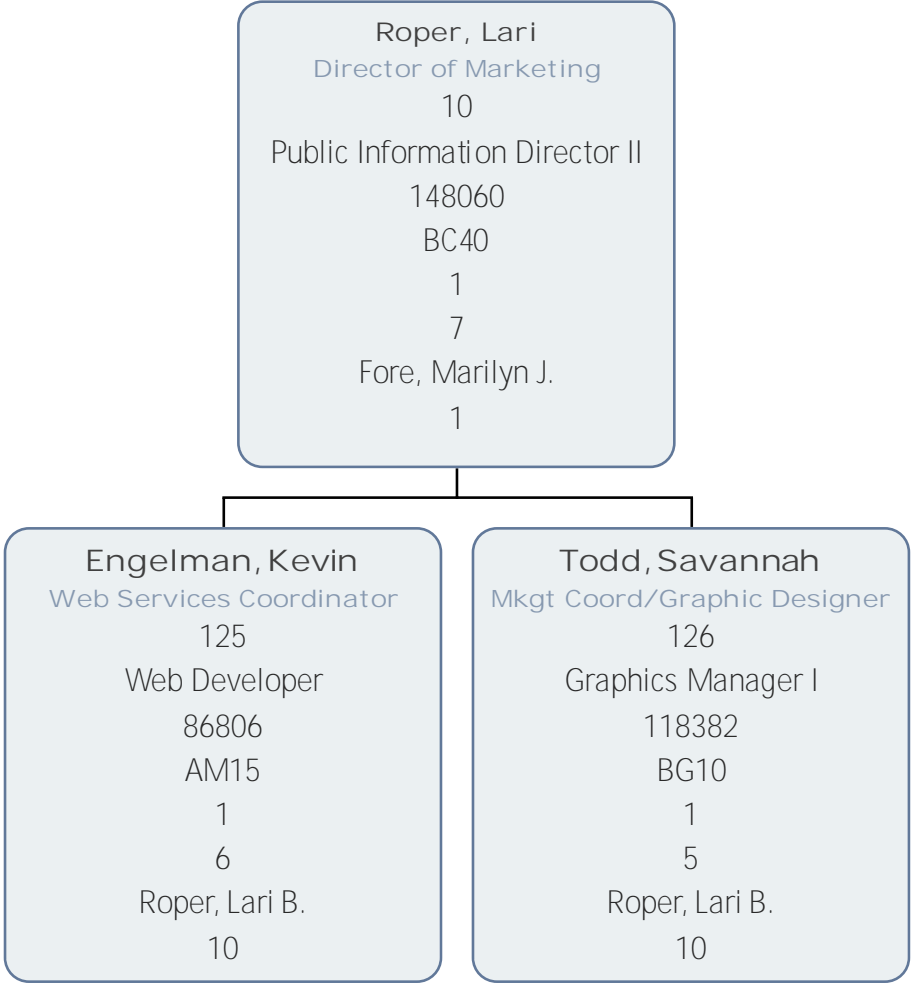 Roper, Lari
Director of Marketing
10
Public Information Director II
148060
BC40
1
7
Fore, Marilyn J.
1
Engelman, Kevin
Web Services Coordinator
125
Web Developer
86806
AM15
1
6
Roper, Lari B.
10
Todd, Savannah
Mkgt Coord/Graphic Designer
126
Graphics Manager I
118382
BG10
1
5
Roper, Lari B.
10